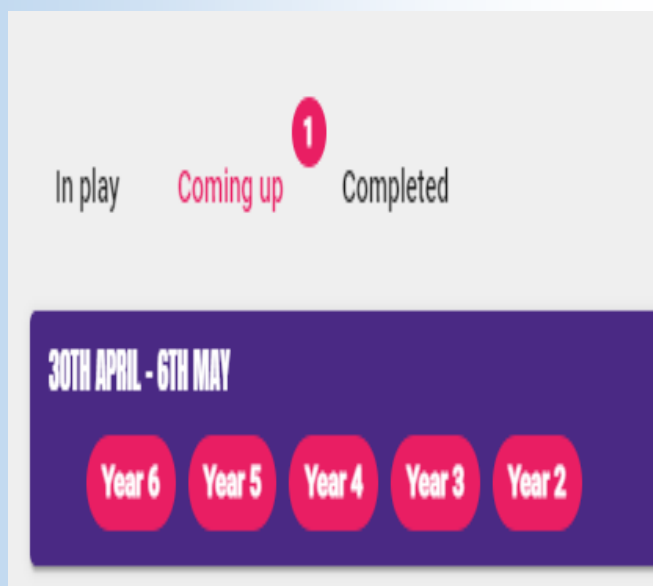 1
In play Coming up Completed
30TH APRIL - 6TH MAY
Year 6 Year 5 Year 4 Year 3 Year 2